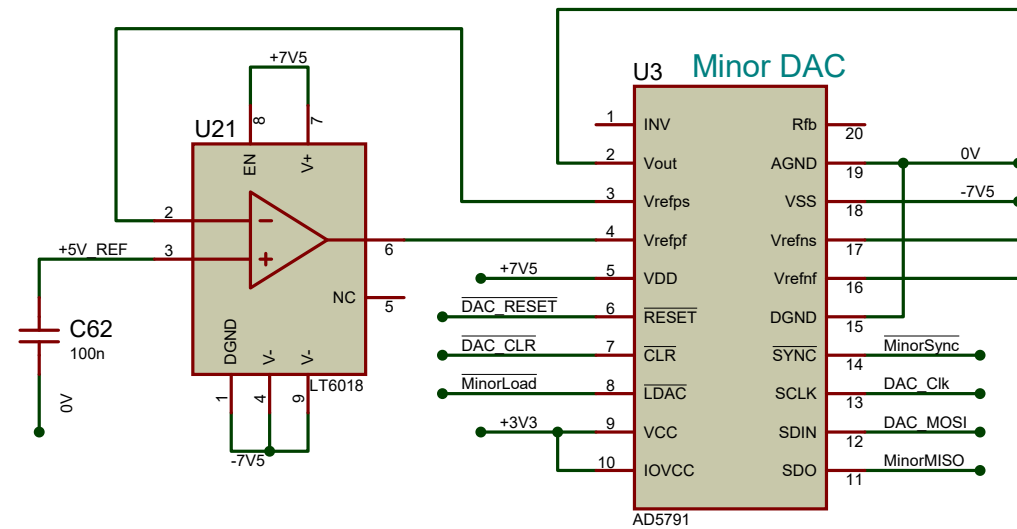 +7V5
U21
8
7
EN
V+
2
+5V_REF
3
6
NC
5
C62
100n
0V
DGND
V-
V-
LT6018
1
4
9
-7V5
U3
Minor DAC
1
INV
Rfb
20
2
Vout
AGND
19
0V
3
Vrefps
VSS
18
-7V5
4
Vrefpf
Vrefns
17
+7V5
5
VDD
Vrefnf
16
DAC_RESET
6
RESET
DGND
15
DAC_CLR
7
CLR
SYNC
14
MinorSync
MinorLoad
8
LDAC
SCLK
13
DAC_Clk
+3V3
9
VCC
SDIN
12
DAC_MOSI
10
IOVCC
SDO
11
MinorMISO
AD5791